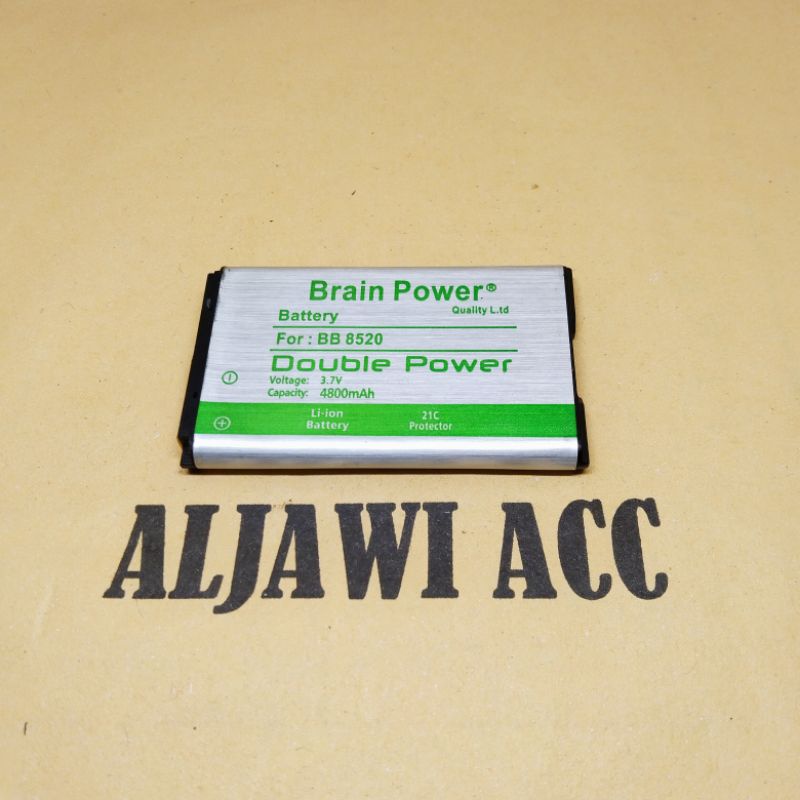 Brain Power®
Quality L.td
Battery
For : BB 8520
Double Power
Voltage: 3.7V
Capacity: 4800mAh
Li-ion Battery
21C Protector
ALJAWI ACC